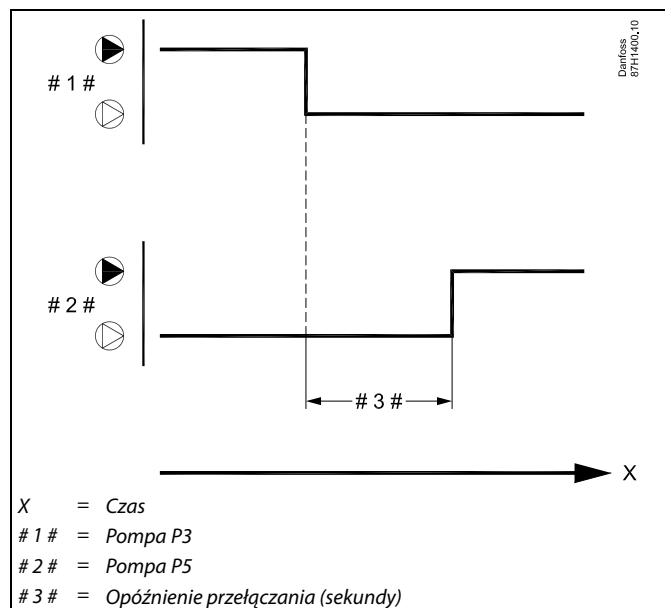 Danfoss
87H1400.10
# 1 #
# 2 #
# 3 #
X
X = Czas
# 1 # = Pompa P3
# 2 # = Pompa P5
# 3 # = Opóźnienie przełączania (sekundy)